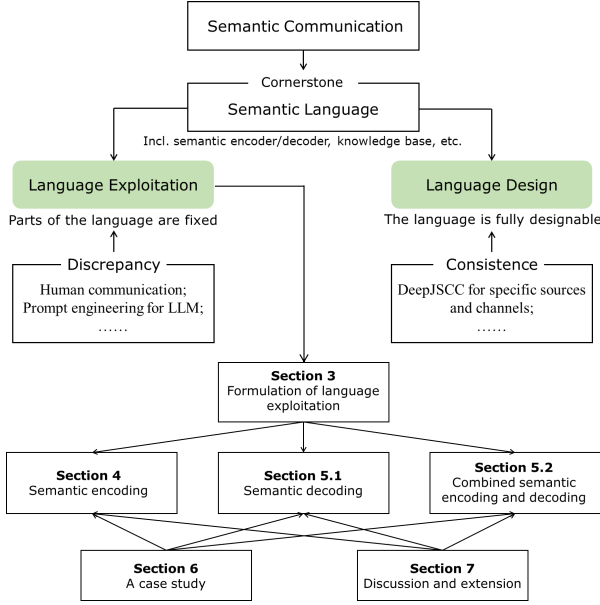 Semantic Communication
Cornerstone
Semantic Language
Incl. semantic encoder/decoder, knowledge base, etc.
Language Exploitation
Parts of the language are fixed
Discrepancy
Human communication;
Prompt engineering for LLM;
......
Language Design
The language is fully designable
Consistence
DeepJSCC for specific sources
and channels;
......
Section 3
Formulation of language
exploitation
Section 4
Semantic encoding
Section 5.1
Semantic decoding
Section 5.2
Combined semantic
encoding and decoding
Section 6
A case study
Section 7
Discussion and extension